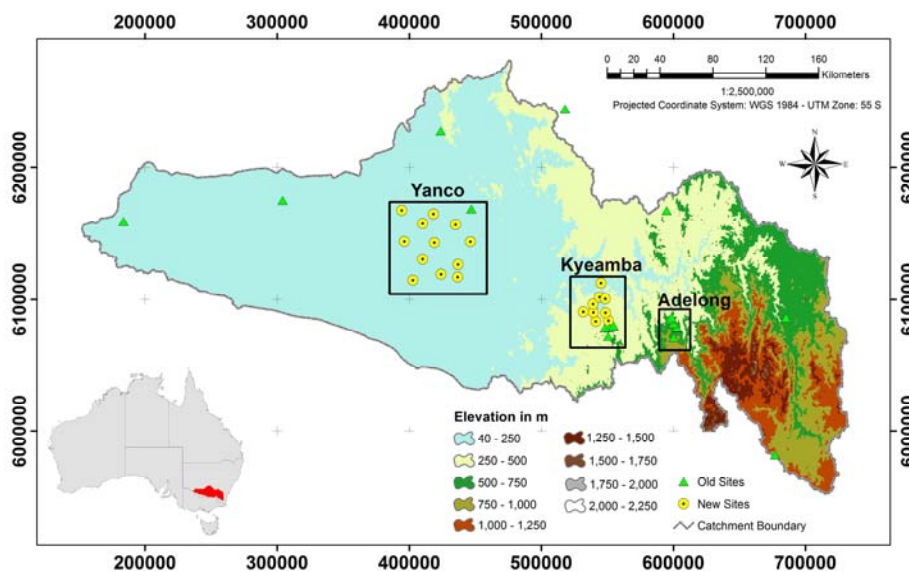 200000 300000 400000 500000 600000 700000
0 20 40 80 120 160
Kilometers
1:2,500,000
Projected Coordinate System: WGS 1984 - UTM Zone: 55 S
N
W E
S
6200000 6200000
Yanco
Kyeamba
Adelong
6100000 6100000
6000000 6000000
Elevation in m
40 - 250 1,250 - 1,500
250 - 500 1,500 - 1,750
500 - 750 1,750 - 2,000
750 - 1,000 2,000 - 2,250
1,000 - 1,250
Old Sites
New Sites
Catchment Boundary
200000 300000 400000 500000 600000 700000